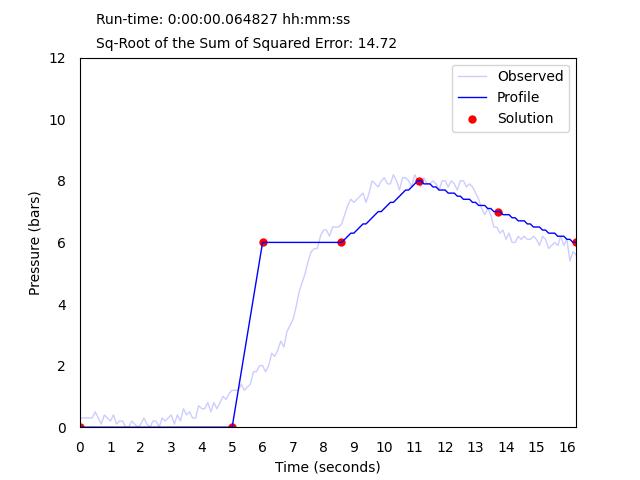 Run-time: 0:00:00.064827 hh:mm:ss
Sq-Root of the Sum of Squared Error: 14.72
Observed
Profile
Solution
12
10
8
6
4
2
0
Pressure (bars)
0 1 2 3 4 5 6 7 8 9 10 11 12 13 14 15 16
Time (seconds)